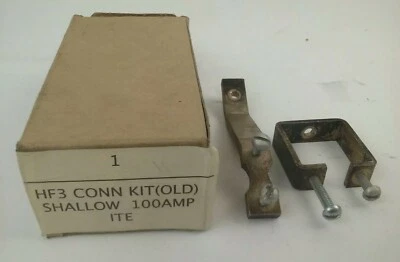 1
HF3 CONN KIT(OLD)
SHALLOW 100AMP
ITE